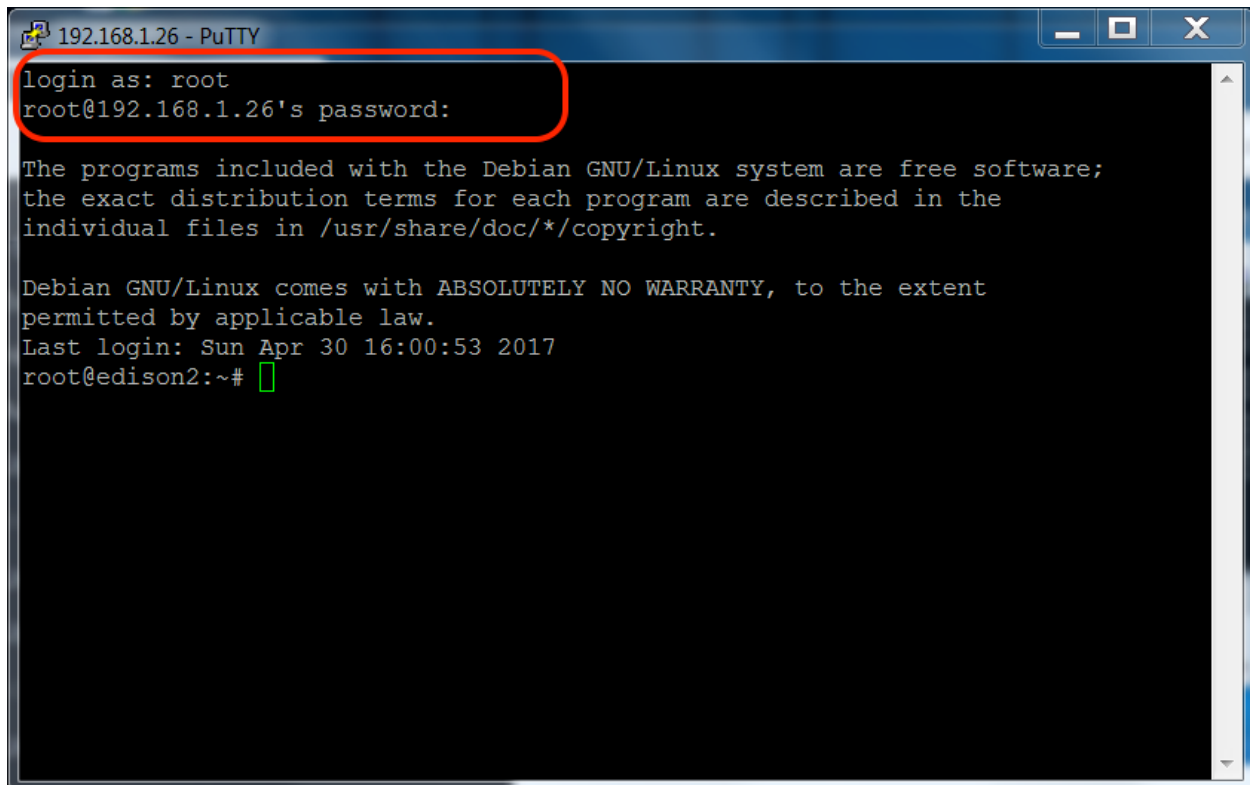 192.168.1.26 - PuTTY
login as: root
root@192.168.1.26's password:
The programs included with the Debian GNU/Linux system are free software;
the exact distribution terms for each program are described in the
individual files in /usr/share/doc/*/copyright.
Debian GNU/Linux comes with ABSOLUTELY NO WARRANTY, to the extent
permitted by applicable law.
Last login: Sun Apr 30 16:00:53 2017
root@edison2:~#